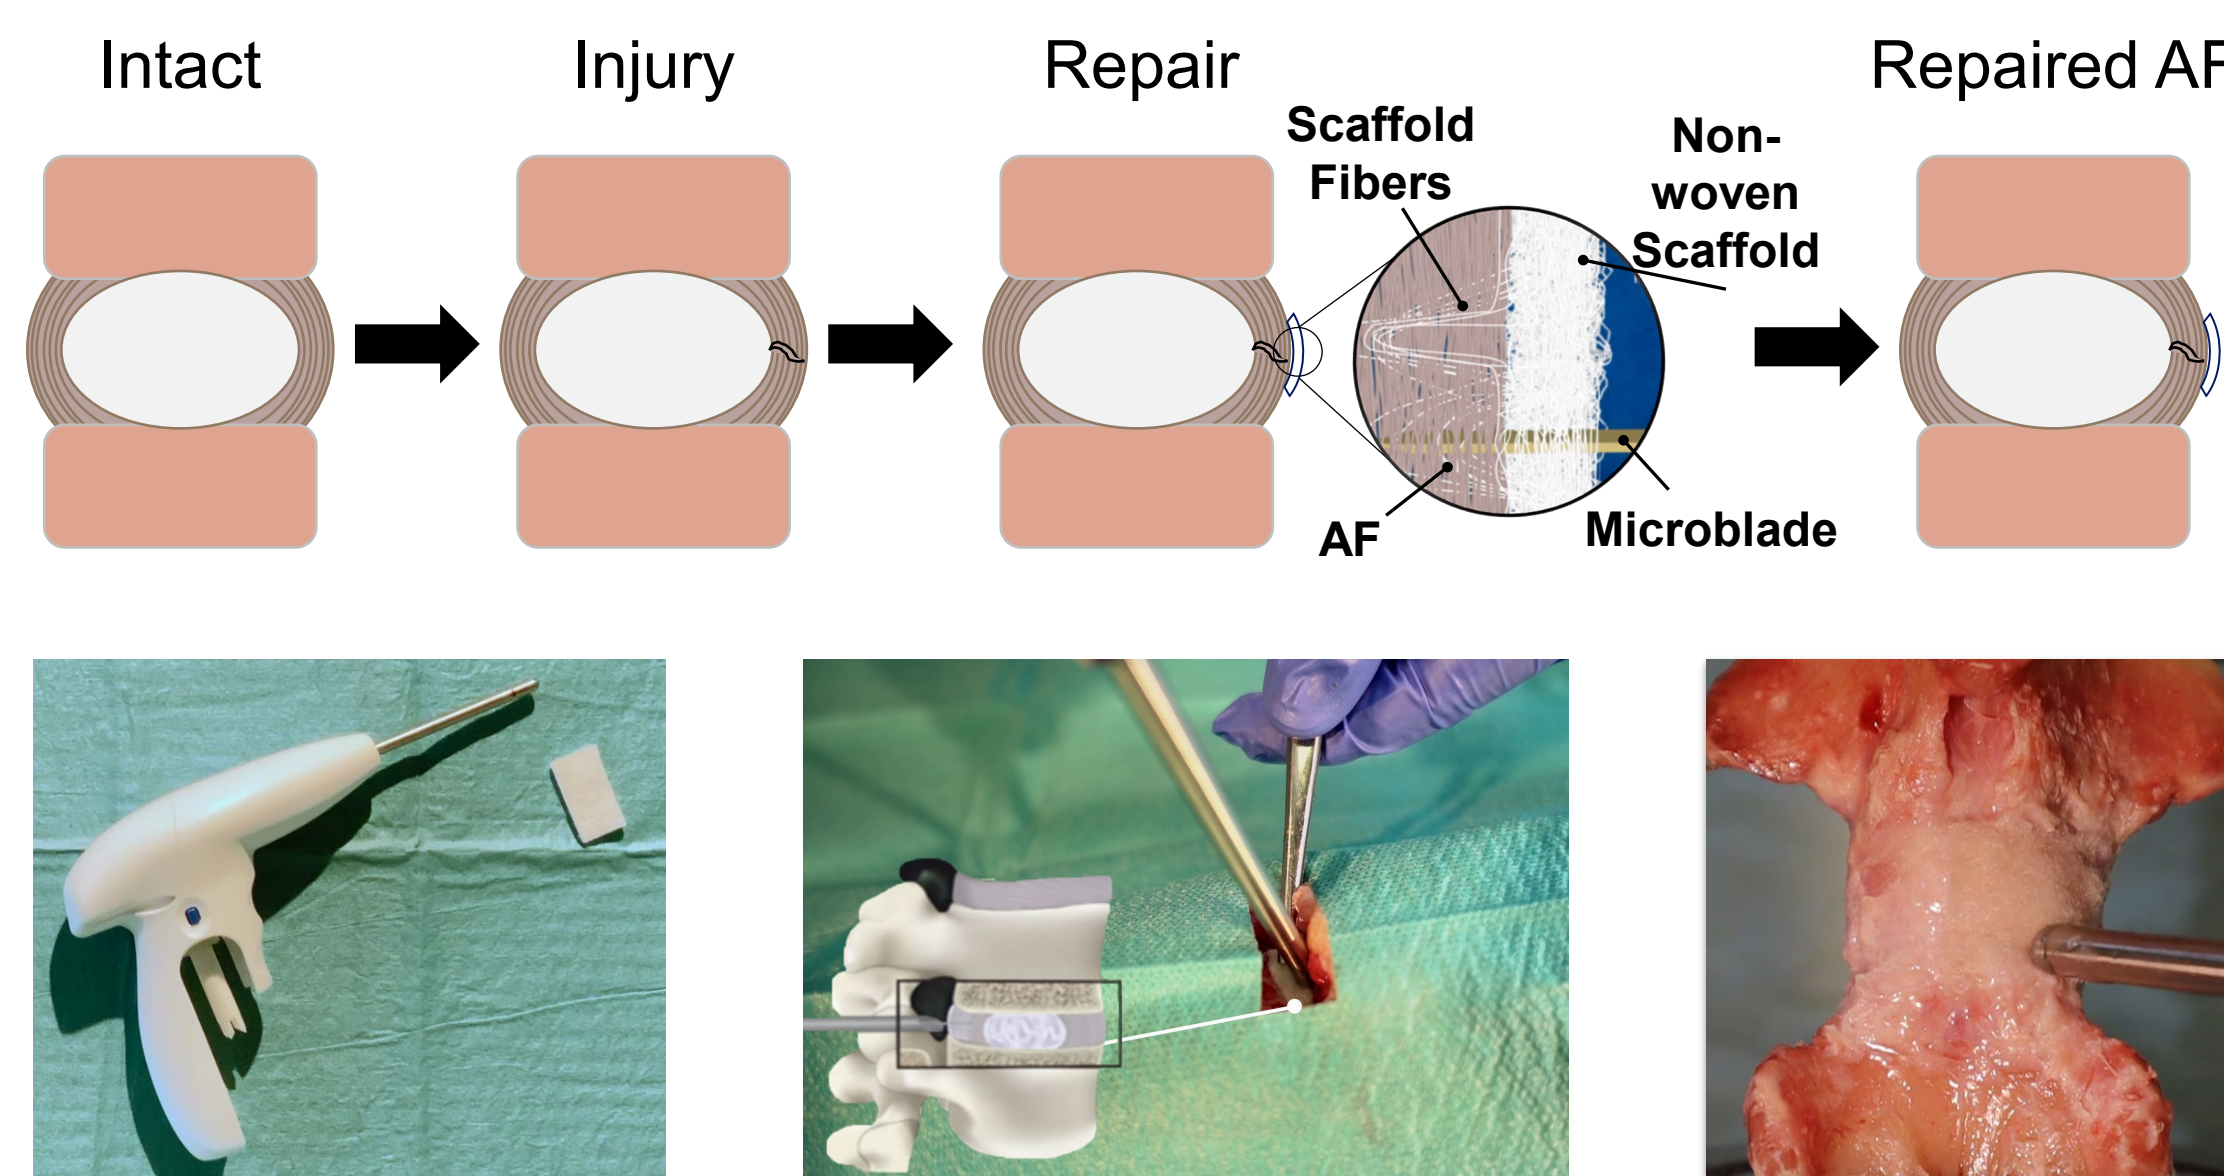 Intact
Injury
Repair
Repaired AF
Scaffold
Fibers
Non-
woven
Scaffold
AF
Microblade